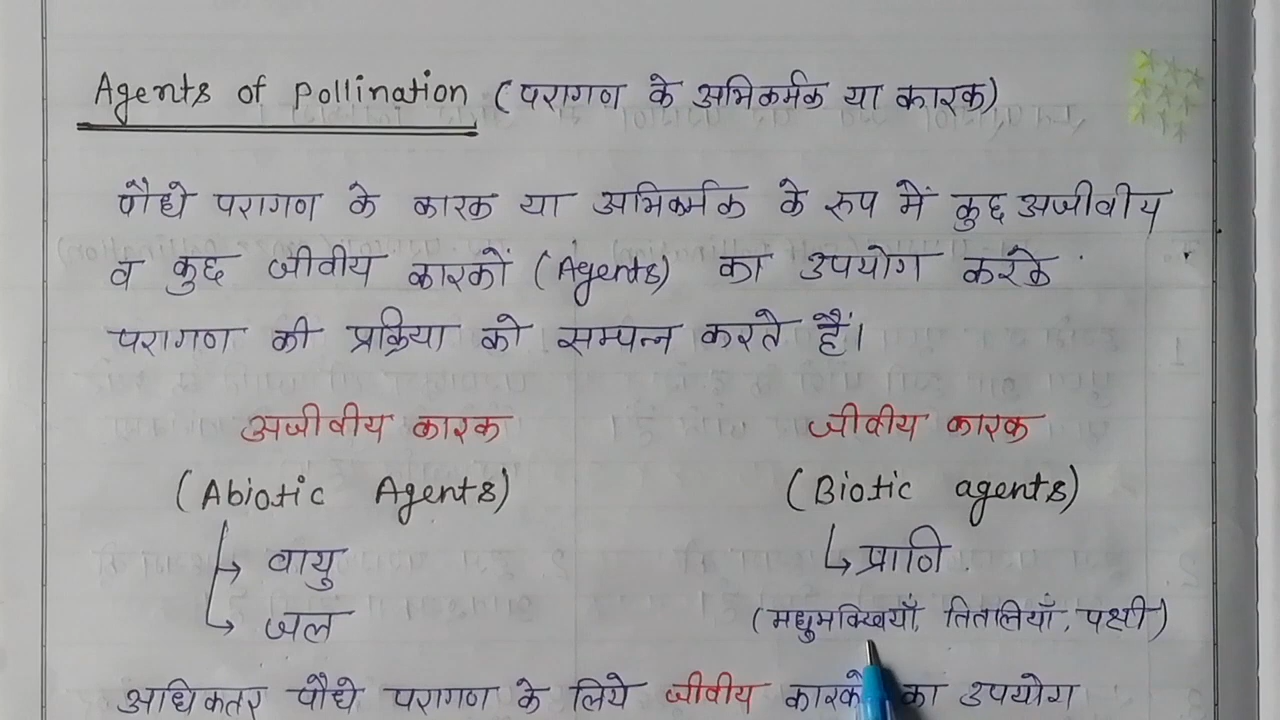 Agents of Pollination (परागण के अभिकर्मक या कारक)
पौधे परागण के कारक या अभिकर्मक के रुप में कुछ अजीवीय
व कुछ जीवीय कारकों (Agents) का उपयोग करके
परागण की प्रक्रिया को सम्पन्न करते हैं।
अजीवीय कारक
(Abiotic Agents)
वायु
जल
जीवीय कारक
(Biotic agents)
प्राणि
(मधुमक्खियाँ, तितलियाँ, पक्षी)
अधिकतर पौधे परागण के लिये जीवीय कारको का उपयोग